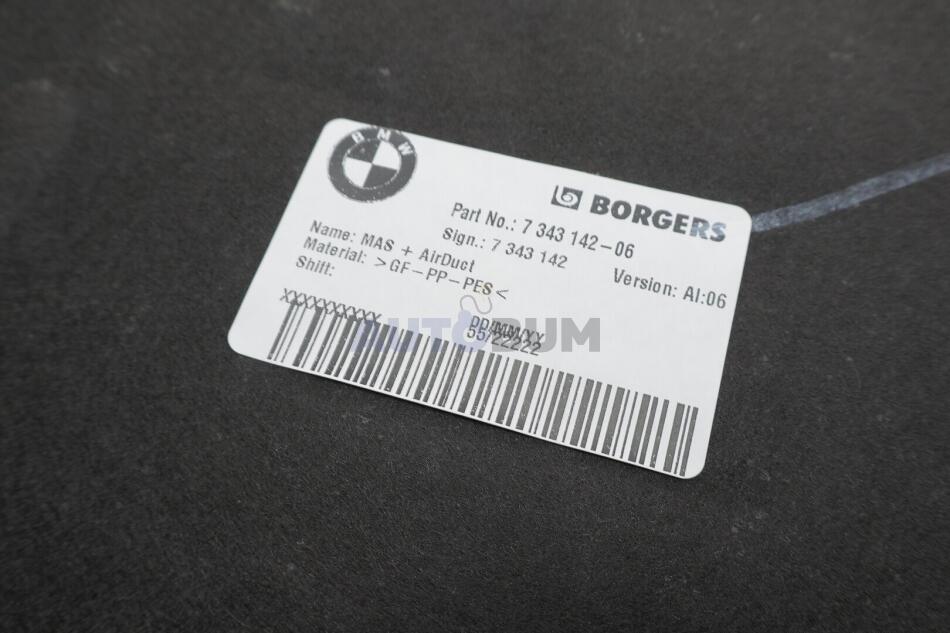 BMW
BORGERS
Part No.: 7 343 142-06
Sign.: 7 343 142
Version: AI:06
Name: MAS + AirDuct
Material: >GF-PP-PES<
Shift:
XXXXXXXXXX
DD/MM/XX
55/22222
AUTOBUM